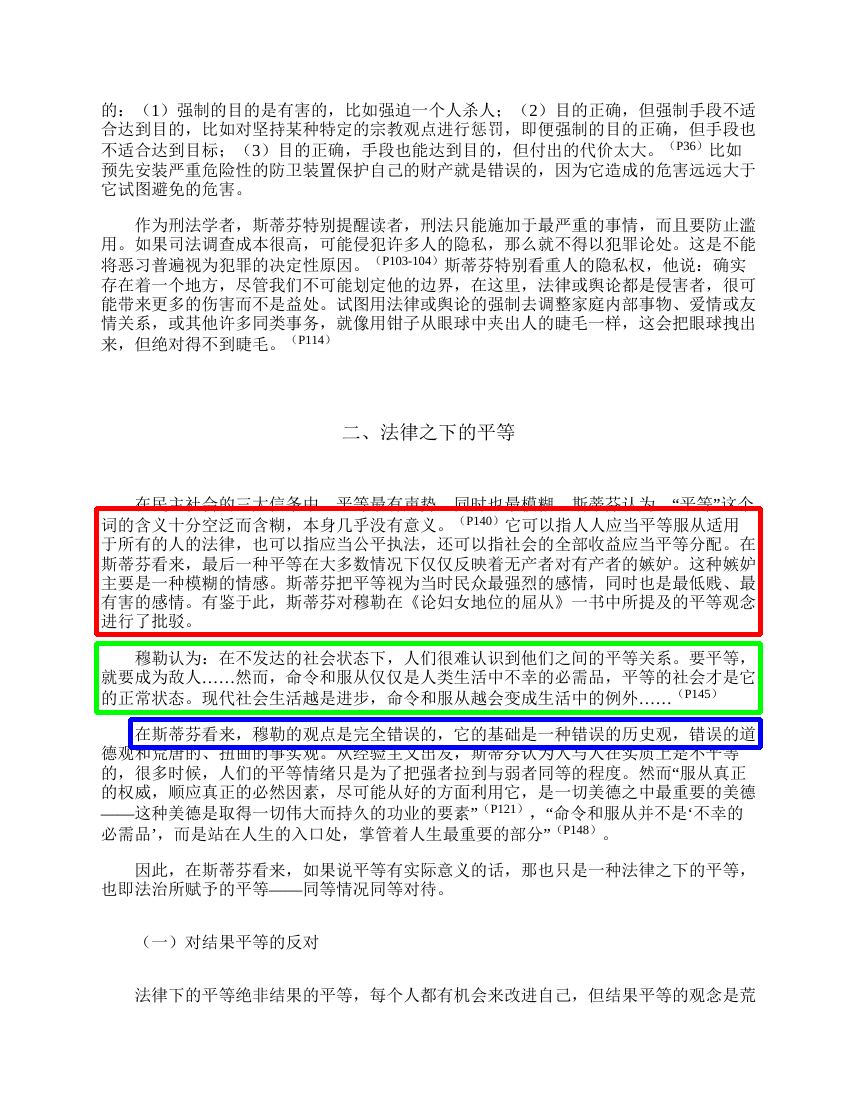 的：（1）强制的目的是有害的，比如强迫一个人杀人；（2）目的正确，但强制手段不适
合达到目的，比如对坚持某种特定的宗教观点进行惩罚，即便强制的目的正确，但手段也
不适合达到目标；（3）目的正确，手段也能达到目的，但付出的代价太大。（P36）比如
预先安装严重危险性的防卫装置保护自己的财产就是错误的，因为它造成的危害远远大于
它试图避免的危害。
作为刑法学者，斯蒂芬特别提醒读者，刑法只能施加于最严重的事情，而且要防止滥
用。如果司法调查成本很高，可能侵犯许多人的隐私，那么就不得以犯罪论处。这是不能
将恶习普遍视为犯罪的决定性原因。（P103-104）斯蒂芬特别看重人的隐私权，他说：确实
存在着一个地方，尽管我们不可能划定他的边界，在这里，法律或舆论都是侵害者，很可
能带来更多的伤害而不是益处。试图用法律或舆论的强制去调整家庭内部事物、爱情或友
情关系，或其他许多同类事务，就像用钳子从眼球中夹出人的睫毛一样，这会把眼球拽出
来，但绝对得不到睫毛。（P114）
二、法律之下的平等
在民主社会的三大信条中，平等最有声势，同时也最模糊。斯蒂芬认为，“平等”这个
词的含义十分空泛而含糊，本身几乎没有意义。（P140）它可以指人人应当平等服从适用
于所有的人的法律，也可以指应当公平执法，还可以指社会的全部收益应当平等分配。在
斯蒂芬看来，最后一种平等在大多数情况下仅仅反映着无产者对有产者的嫉妒。这种嫉妒
主要是一种模糊的情感。斯蒂芬把平等视为当时民众最强烈的感情，同时也是最低贱、最
有害的感情。有鉴于此，斯蒂芬对穆勒在《论妇女地位的屈从》一书中所提及的平等观念
进行了批驳。
穆勒认为：在不发达的社会状态下，人们很难认识到他们之间的平等关系。要平等，
就要成为敌人……然而，命令和服从仅仅是人类生活中不幸的必需品，平等的社会才是它
的正常状态。现代社会生活越是进步，命令和服从越会变成生活中的例外……（P145）
在斯蒂芬看来，穆勒的观点是完全错误的，它的基础是一种错误的历史观，错误的道
德观和荒唐的、扭曲的事实观。从经验主义出发，斯蒂芬认为人与人在实质上是不平等
的，很多时候，人们的平等情绪只是为了把强者拉到与弱者同等的程度。然而“服从真正
的权威，顺应真正的必然因素，尽可能从好的方面利用它，是一切美德之中最重要的美德
——这种美德是取得一切伟大而持久的功业的要素”（P121），“命令和服从并不是‘不幸的
必需品’，而是站在人生的入口处，掌管着人生最重要的部分”（P148）。
因此，在斯蒂芬看来，如果说平等有实际意义的话，那也只是一种法律之下的平等，
也即法治所赋予的平等——同等情况同等对待。
（一）对结果平等的反对
法律下的平等绝非结果的平等，每个人都有机会来改进自己，但结果平等的观念是荒